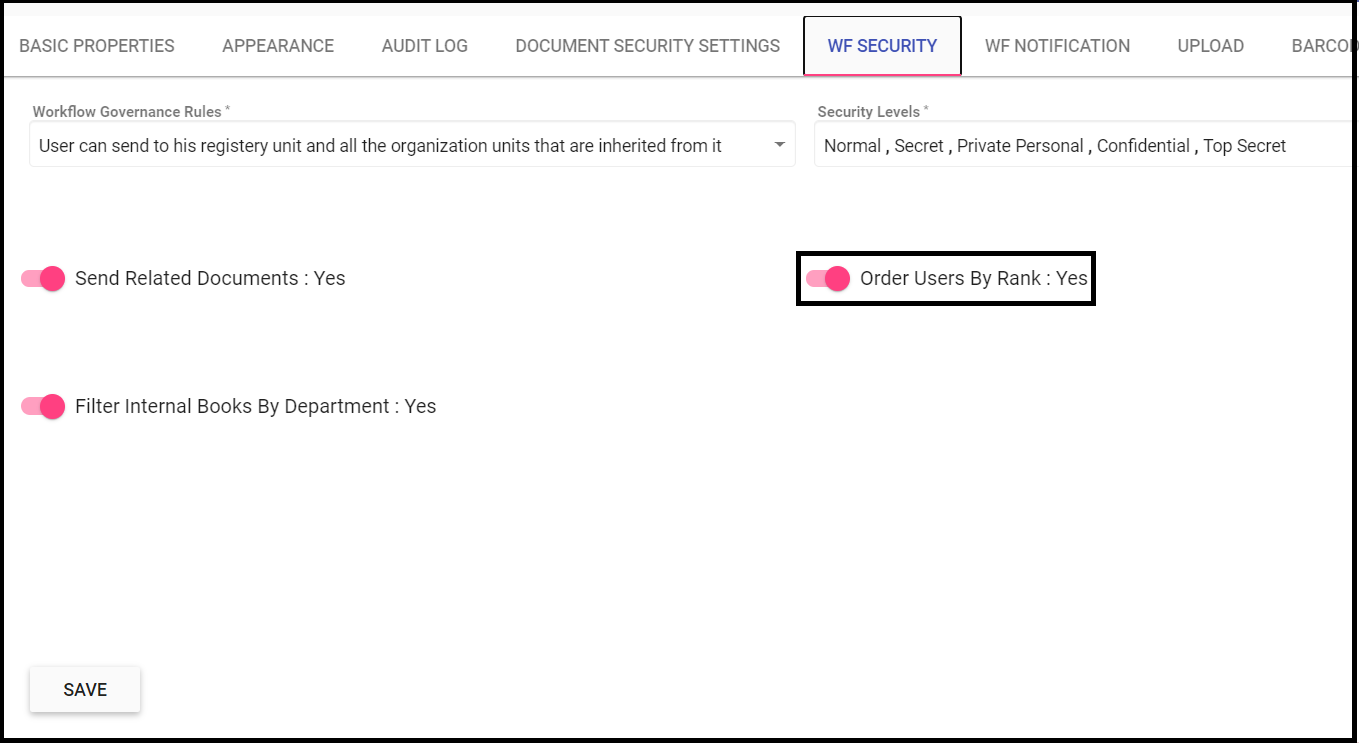 BASIC PROPERTIES APPEARANCE AUDIT LOG DOCUMENT SECURITY SETTINGS WF SECURITY WF NOTIFICATION UPLOAD BARCOD
Workflow Governance Rules * Security Levels *
User can send to his registery unit and all the organization units that are inherited from it Normal , Secret , Private Personal , Confidential , Top Secret
Send Related Documents : Yes Order Users By Rank : Yes
Filter Internal Books By Department : Yes
SAVE